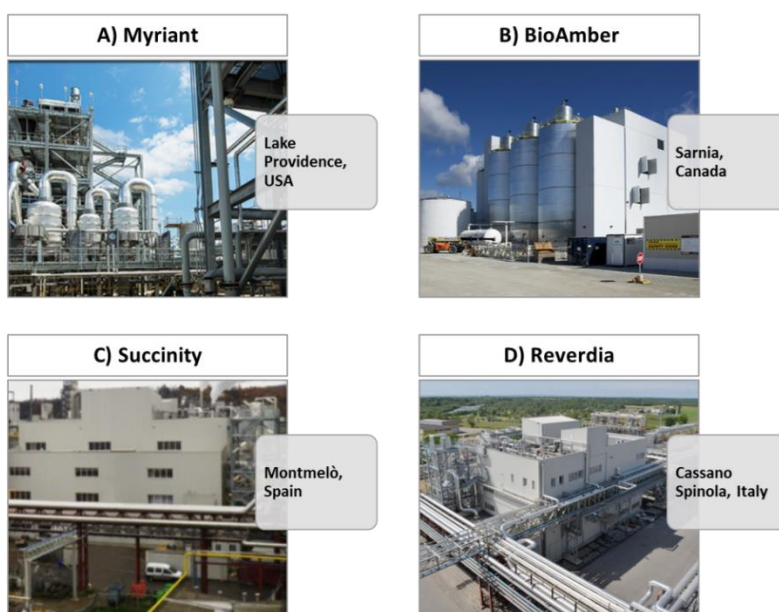 A) Myriant
Lake
Providence,
USA
B) BioAmber
Sarnia,
Canada
C) Succinity
Montmelò,
Spain
D) Reverdia
Cassano
Spinola, Italy